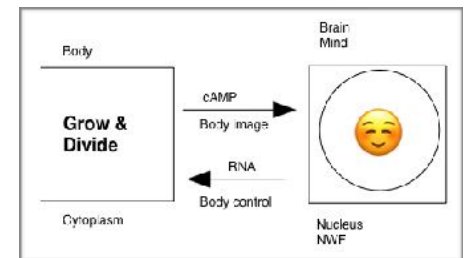 Brain
Mind
Body
cAMP
Grow &
Divide
Body image
RNA
Body control
Cytoplasm
Nucleus
NWF